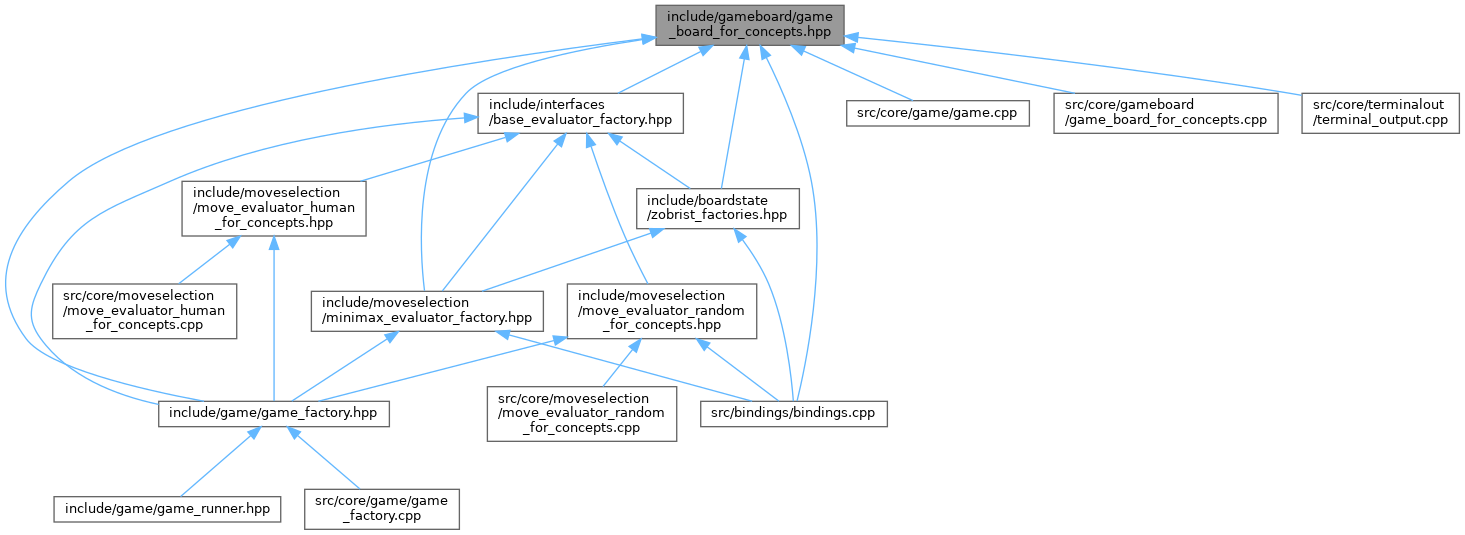 include/gameboard/game
_board_for_concepts.hpp
include/interfaces
/base_evaluator_factory.hpp
src/core/game/game.cpp
src/core/gameboard
/game_board_for_concepts.cpp
src/core/terminalout
/terminal_output.cpp
include/moveselection
/move_evaluator_human
_for_concepts.hpp
include/boardstate
/zobrist_factories.hpp
src/core/moveselection
/move_evaluator_human
_for_concepts.cpp
include/moveselection
/minimax_evaluator_factory.hpp
include/moveselection
/move_evaluator_random
_for_concepts.hpp
include/game/game_factory.hpp
src/core/moveselection
/move_evaluator_random
_for_concepts.cpp
src/bindings/bindings.cpp
include/game/game_runner.hpp
src/core/game/game
_factory.cpp